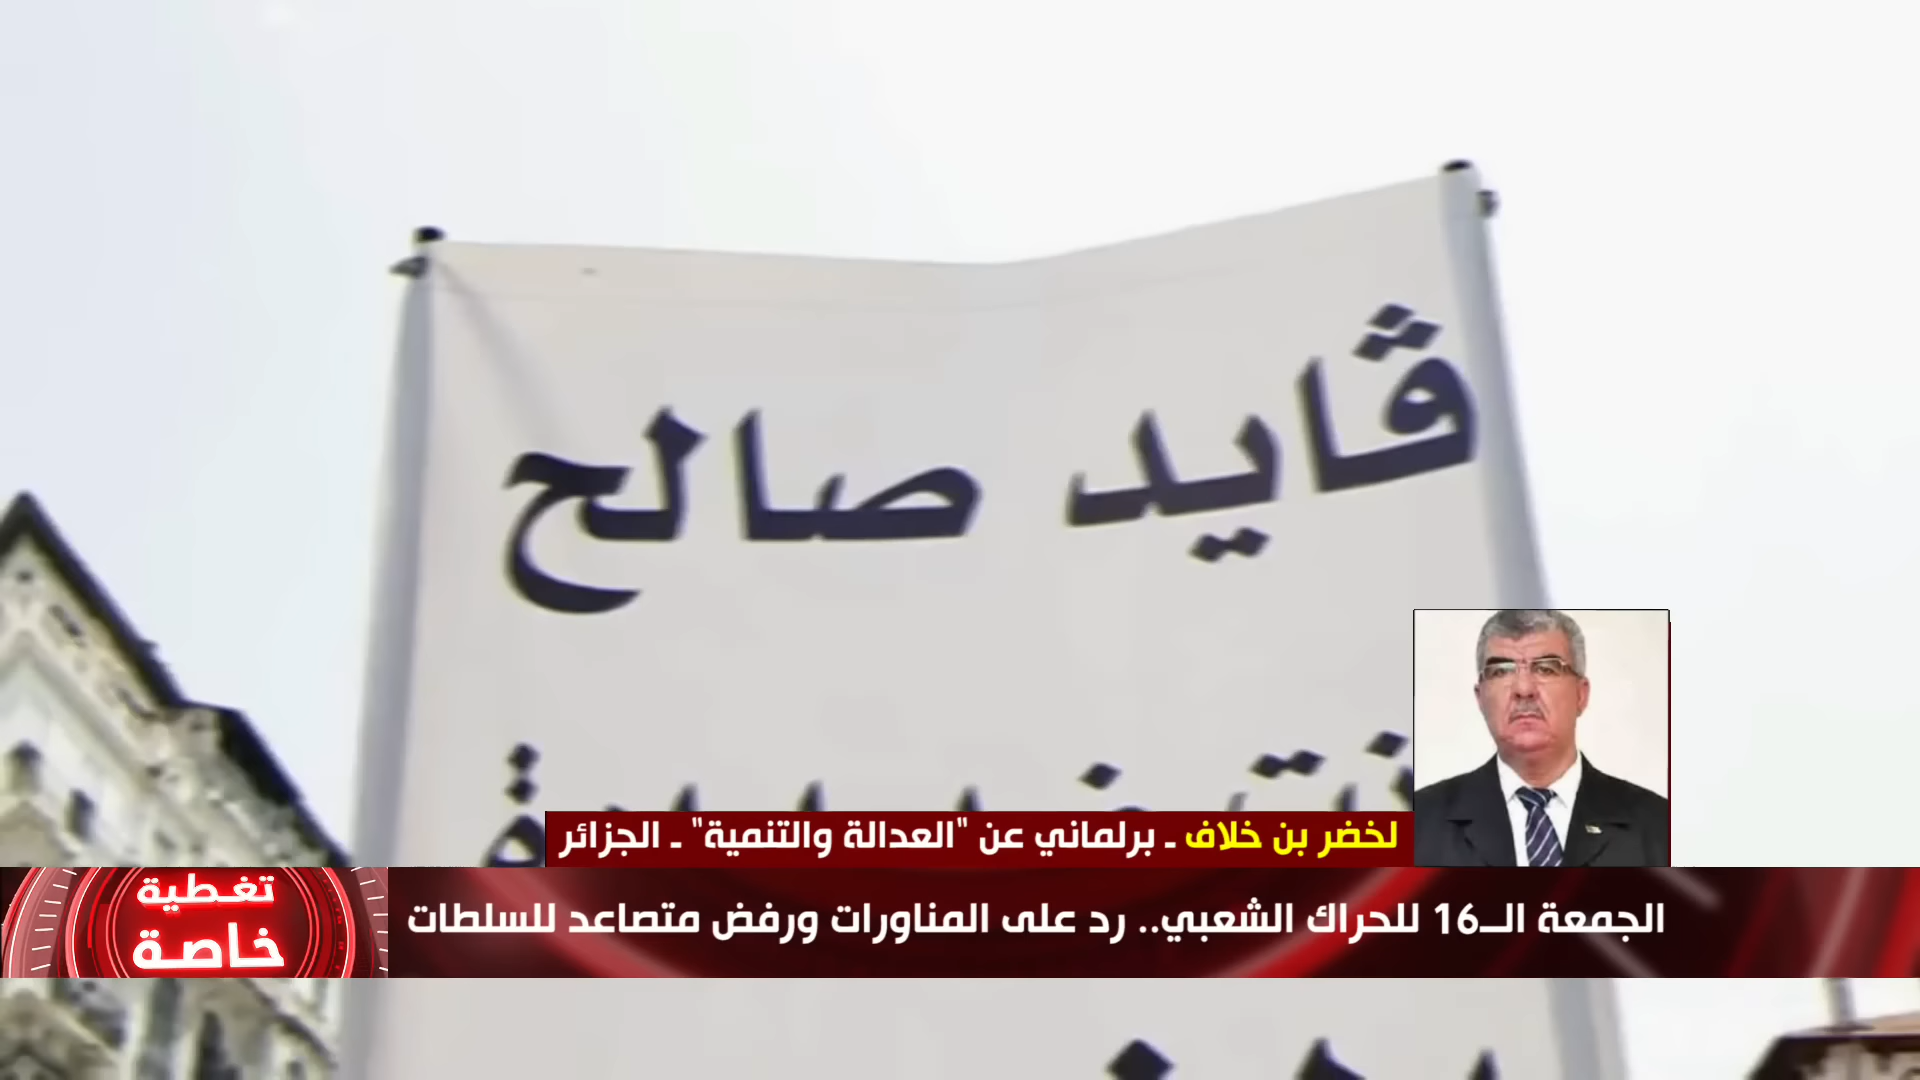 ڤايد صالح
لخضر بن خلاف ـ برلماني عن "العدالة والتنمية" ـ الجزائر
الجمعة الـ16 للحراك الشعبي.. رد على المناورات ورفض متصاعد للسلطات
تغطية
خاصة